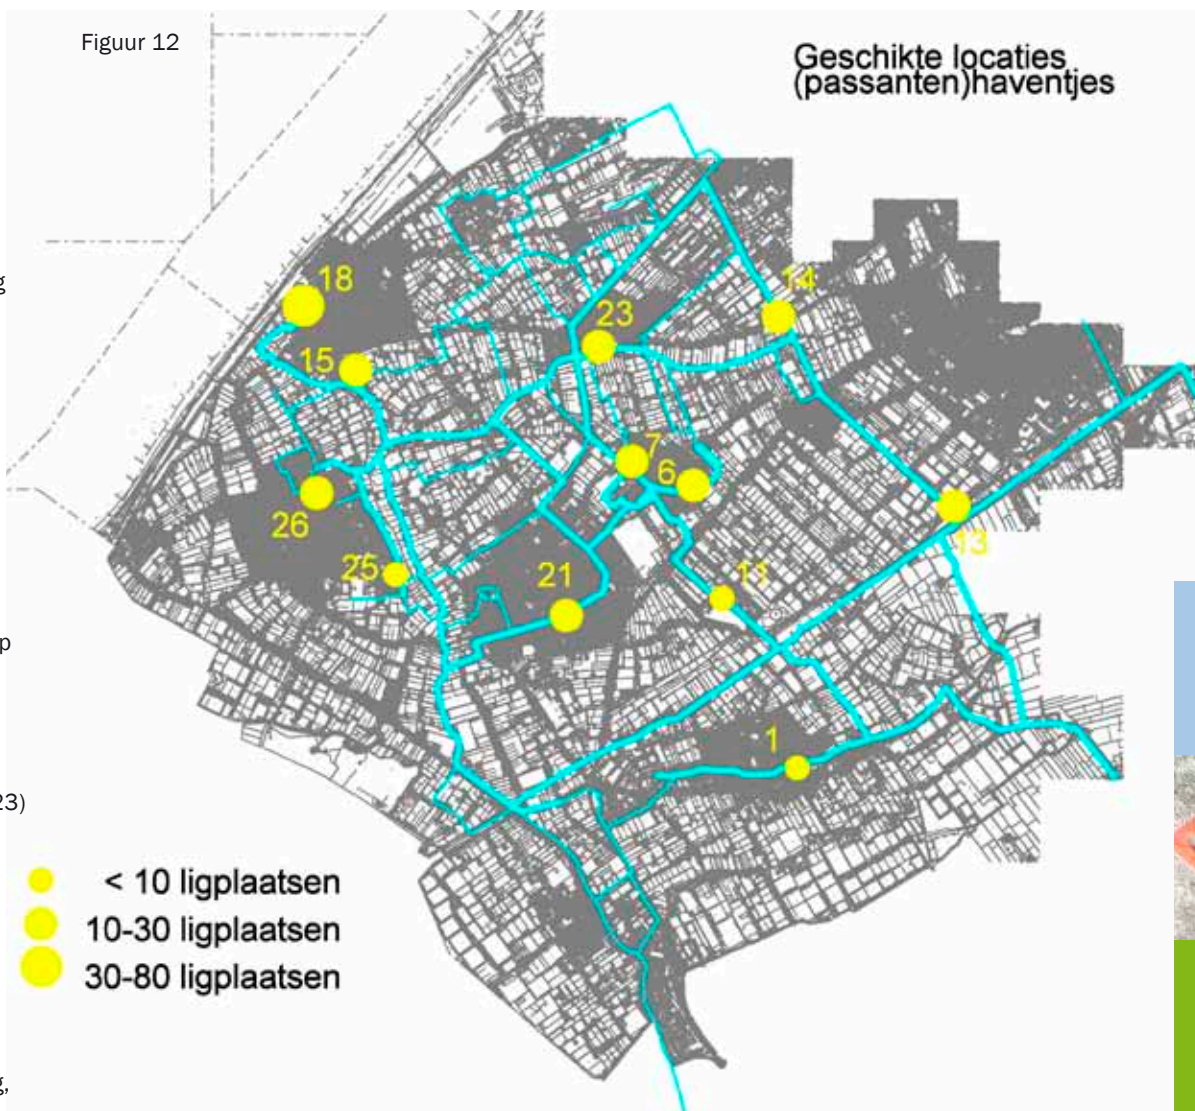 Figuur 12
Geschikte locaties
(passanten)haventjes
g
18
14
23
15
7
6
26
13
25
21
11
p
1
23)
< 10 ligplaatsen
10-30 ligplaatsen
30-80 ligplaatsen
g,